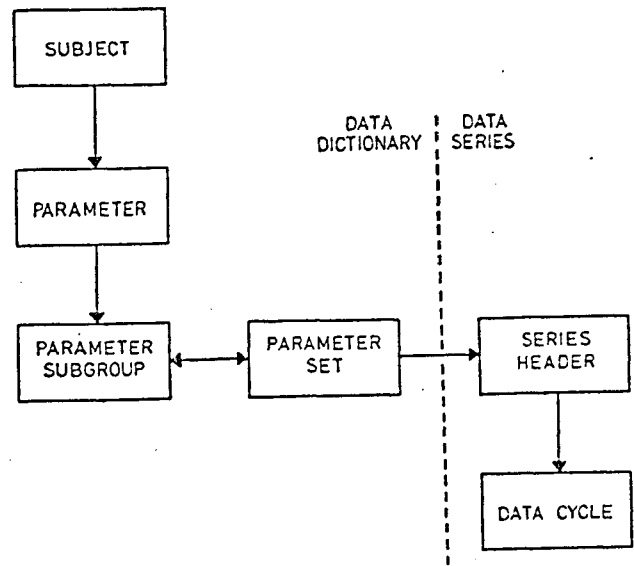 SUBJECT
DATA
DICTIONARY
DATA
SERIES
PARAMETER
PARAMETER
SUBGROUP
PARAMETER
SET
SERIES
HEADER
DATA CYCLE